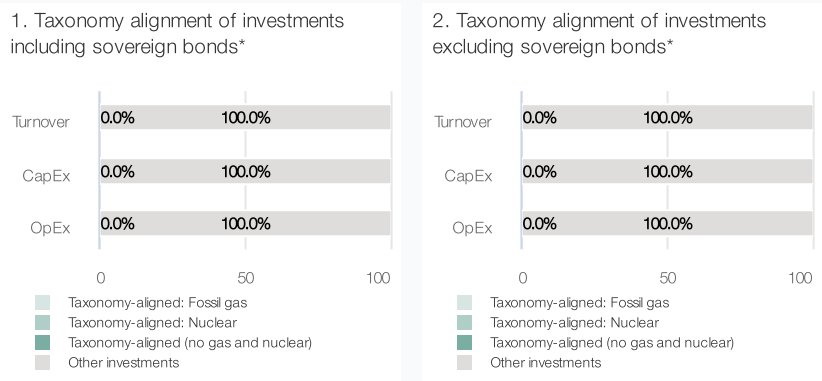 1. Taxonomy alignment of investments
including sovereign bonds*
Turnover 0.0% 100.0%
CapEx 0.0% 100.0%
OpEx 0.0% 100.0%
0 50 100
Taxonomy-aligned: Fossil gas
Taxonomy-aligned: Nuclear
Taxonomy-aligned (no gas and nuclear)
Other investments
2. Taxonomy alignment of investments
excluding sovereign bonds*
Turnover 0.0% 100.0%
CapEx 0.0% 100.0%
OpEx 0.0% 100.0%
0 50 100
Taxonomy-aligned: Fossil gas
Taxonomy-aligned: Nuclear
Taxonomy-aligned (no gas and nuclear)
Other investments